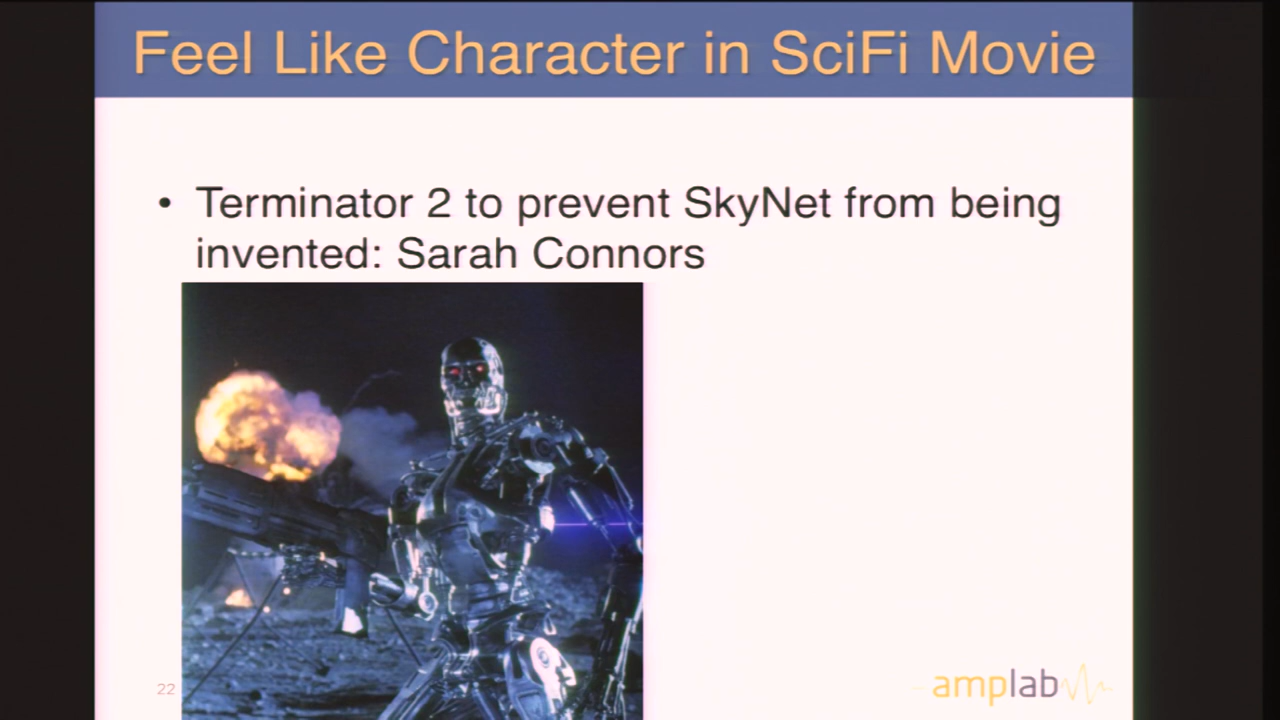 Feel Like Character in SciFi Movie
• Terminator 2 to prevent SkyNet from being
invented: Sarah Connors
22
amplab